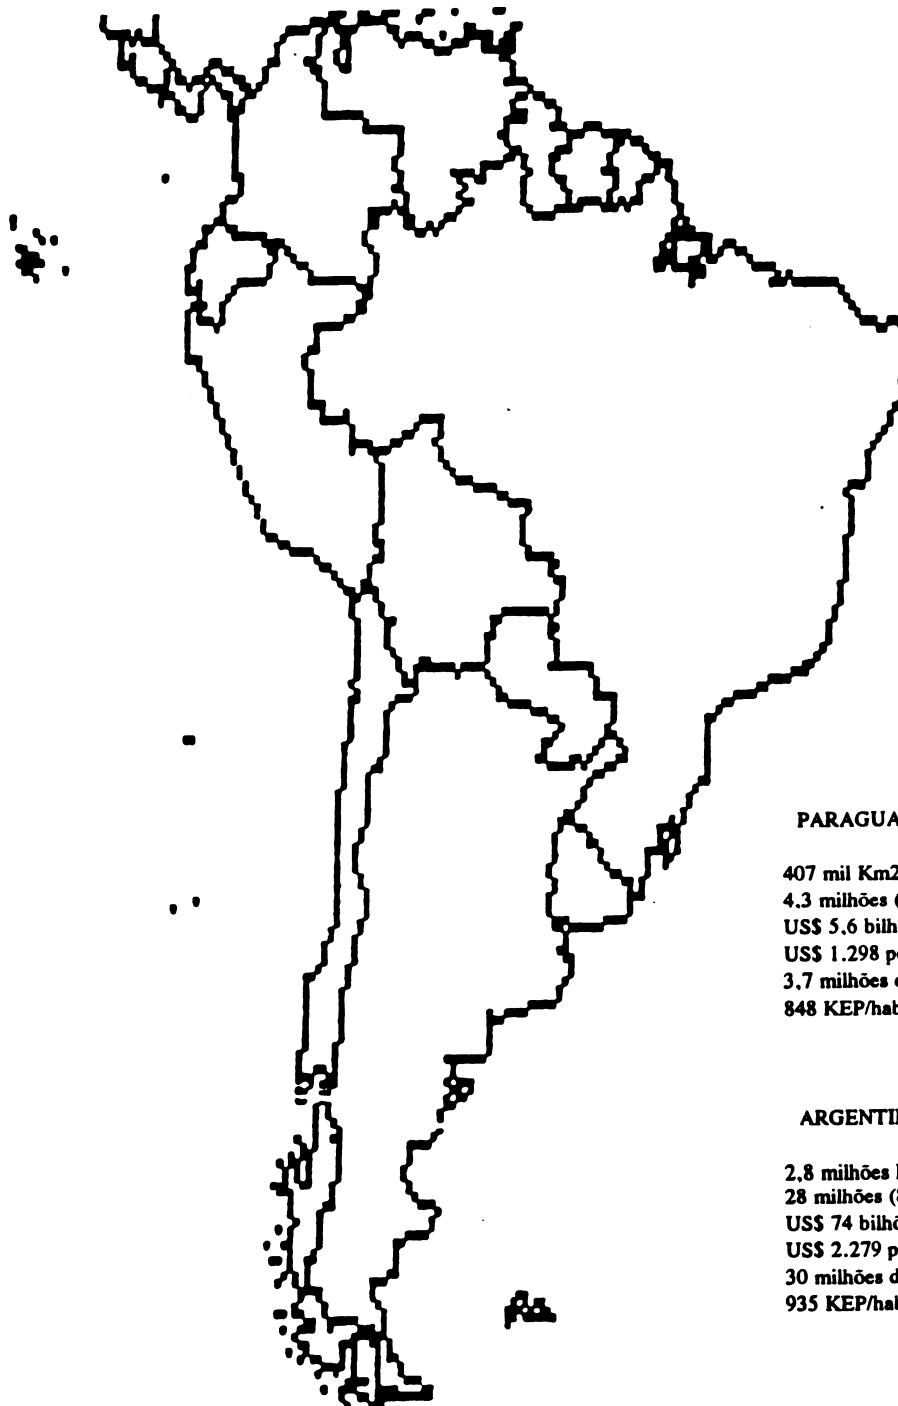 PARAGUA
407 mil Km2
4,3 milhões (
US$ 5,6 bilh
US$ 1.298 p
3,7 milhões
848 KEP/hab
ARGENTI
2,8 milhões
28 milhões (
US$ 74 bilh
US$ 2.279 p
30 milhões d
935 KEP/hab